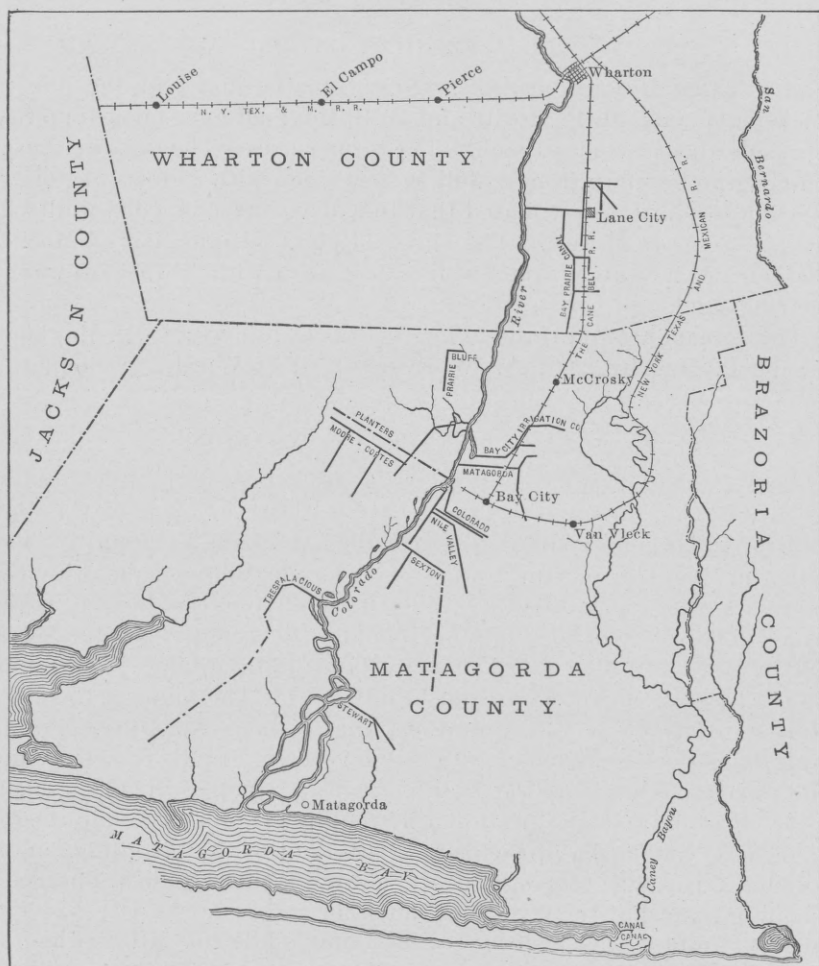 Louise
El Campo
Pierce
Wharton
N. Y. TEX. & M. R. R.
San Bernardo
WHARTON COUNTY
JACKSON COUNTY
Lane City
BAY PRAIRIE CANAL
THE CANE BELT R. R.
NEW YORK TEXAS AND MEXICAN R. R.
River
PRAIRIE BLUFF
McCrosky
BRAZORIA COUNTY
PLANTERS
MOORE-CORTES
BAY CITY IRRIGATION CO.
MATAGORDA
Bay City
COLORADO
Van Vleck
NILE VALLEY
SEXTON
TRESPALACIOUS
Colorado
MATAGORDA
COUNTY
STEWART
Matagorda
MATAGORDA BAY
Caney Bayou
CANAL
CANAL